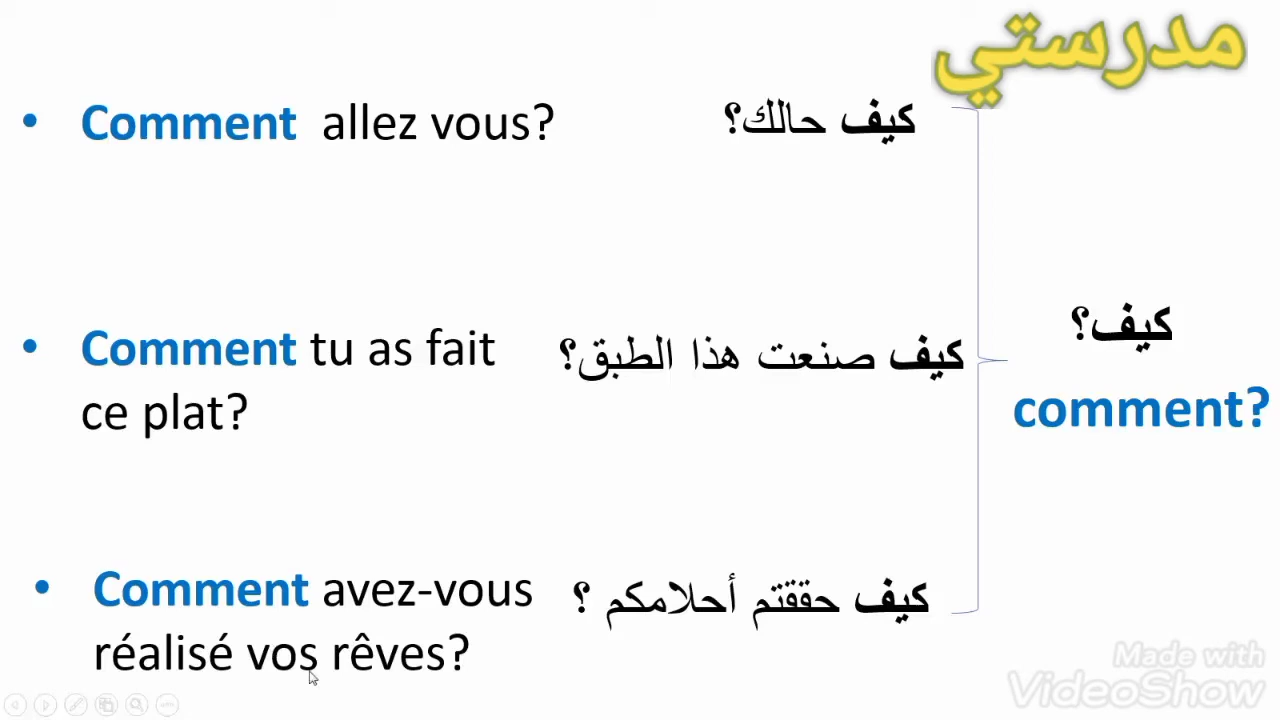 مدرستي
• Comment allez vous?
كيف حالك؟
• Comment tu as fait
ce plat?
كيف صنعت هذا الطبق؟
كيف؟
comment?
• Comment avez-vous
réalisé vos rêves?
كيف حققتم أحلامكم ؟
Made with
VideoShow